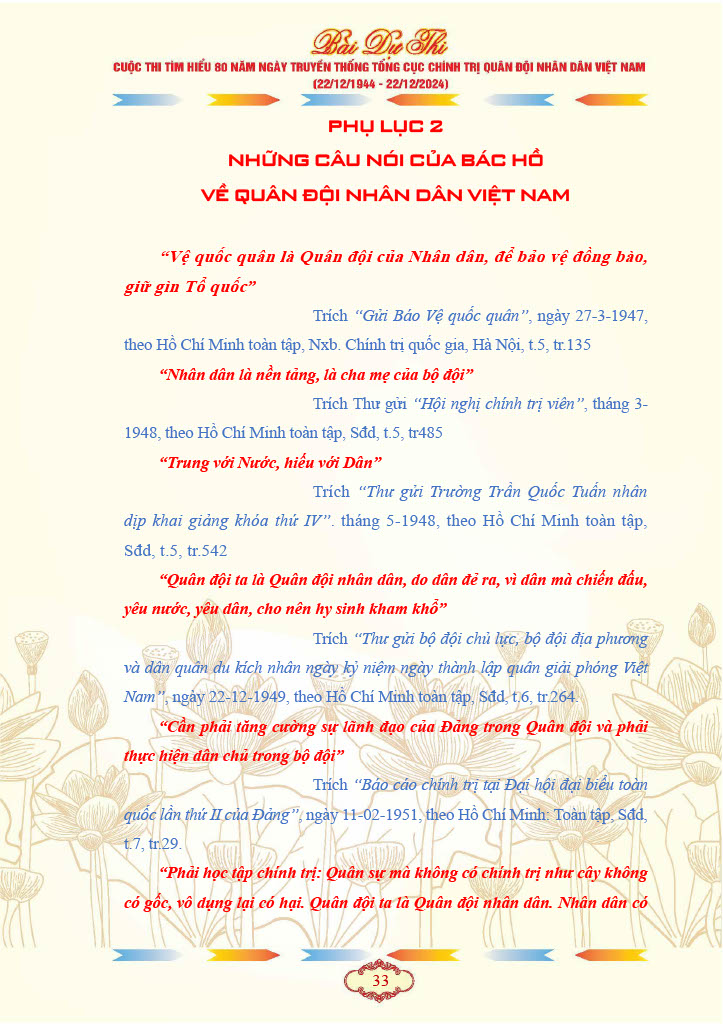 Bài Dự Thi
CUỘC THI TÌM HIỂU 80 NĂM NGÀY TRUYỀN THỐNG TỔNG CỤC CHÍNH TRỊ QUÂN ĐỘI NHÂN DÂN VIỆT NAM
(22/12/1944 - 22/12/2024)
PHỤ LỤC 2
NHỮNG CÂU NÓI CỦA BÁC HỒ
VỀ QUÂN ĐỘI NHÂN DÂN VIỆT NAM
“Vệ quốc quân là Quân đội của Nhân dân, để bảo vệ đồng bào,
giữ gìn Tổ quốc”
Trích “Gửi Báo Vệ quốc quân”, ngày 27-3-1947,
theo Hồ Chí Minh toàn tập, Nxb. Chính trị quốc gia, Hà Nội, t.5, tr.135
“Nhân dân là nền tảng, là cha mẹ của bộ đội”
Trích Thư gửi “Hội nghị chính trị viên”, tháng 3-
1948, theo Hồ Chí Minh toàn tập, Sđd, t.5, tr485
“Trung với Nước, hiếu với Dân”
Trích “Thư gửi Trường Trần Quốc Tuấn nhân
dịp khai giảng khóa thứ IV”. tháng 5-1948, theo Hồ Chí Minh toàn tập,
Sđd, t.5, tr.542
“Quân đội ta là Quân đội nhân dân, do dân đẻ ra, vì dân mà chiến đấu,
yêu nước, yêu dân, cho nên hy sinh kham khổ”
Trích “Thư gửi bộ đội chủ lực, bộ đội địa phương
và dân quân du kích nhân ngày kỷ niệm ngày thành lập quân giải phóng Việt
Nam”, ngày 22-12-1949, theo Hồ Chí Minh toàn tập, Sđd, t.6, tr.264.
“Cần phải tăng cường sự lãnh đạo của Đảng trong Quân đội và phải
thực hiện dân chủ trong bộ đội”
Trích “Báo cáo chính trị tại Đại hội đại biểu toàn
quốc lần thứ II của Đảng”, ngày 11-02-1951, theo Hồ Chí Minh: Toàn tập, Sđd,
t.7, tr.29.
“Phải học tập chính trị: Quân sự mà không có chính trị như cây không
có gốc, vô dụng lại có hại. Quân đội ta là Quân đội nhân dân. Nhân dân có
33